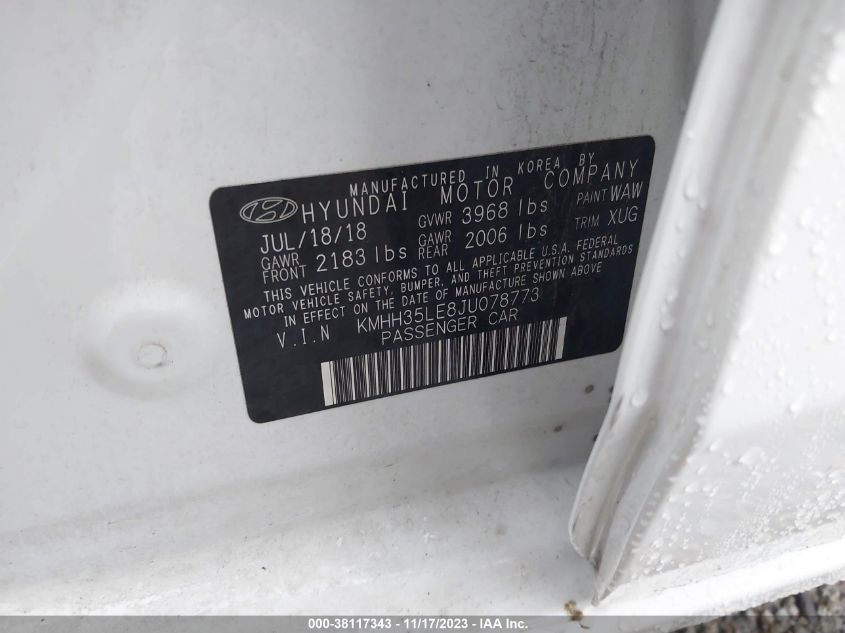 MANUFACTURED IN KOREA BY
HYUNDAI MOTOR COMPANY
JUL/18/18 GVWR 3968 lbs PAINT WAW
GAWR FRONT 2183 lbs GAWR REAR 2006 lbs TRIM XUG
THIS VEHICLE CONFORMS TO ALL APPLICABLE U.S.A. FEDERAL
MOTOR VEHICLE SAFETY, BUMPER, AND THEFT PREVENTION STANDARDS
IN EFFECT ON THE DATE OF MANUFACTURE SHOWN ABOVE
V.I.N KMHH35LE8JU078773
PASSENGER CAR
000-38117343 - 11/17/2023 - IAA Inc.